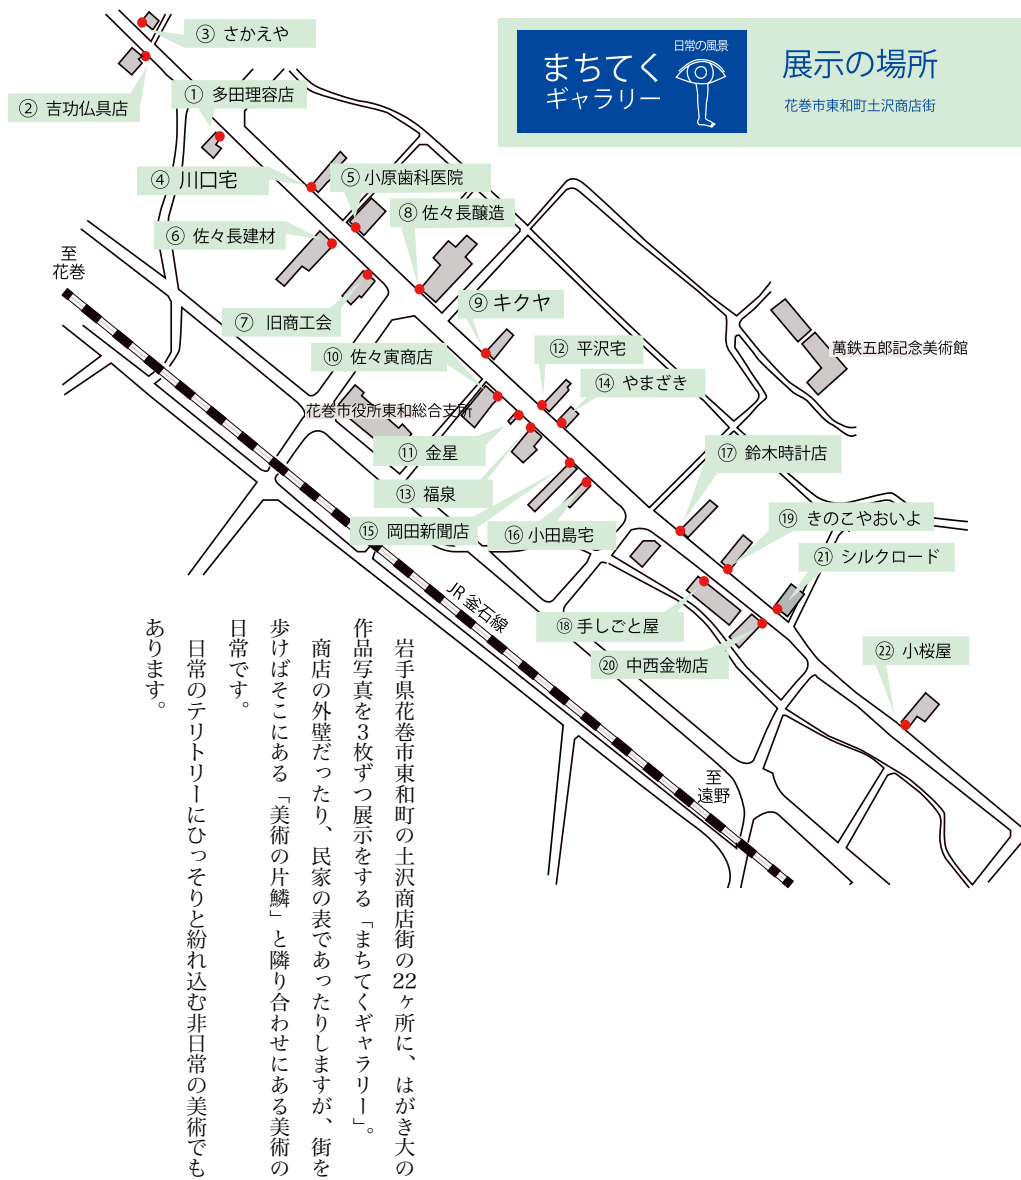 日常の風景
まちてく
ギャラリー
展示の場所
花巻市東和町土沢商店街
③ さかえや
② 吉功仏具店
① 多田理容店
④ 川口宅
⑤ 小原歯科医院
⑧ 佐々長醸造
⑥ 佐々長建材
至
花巻
⑨ キクヤ
⑦ 旧商工会
⑩ 佐々寅商店
⑫ 平沢宅
萬鉄五郎記念美術館
⑭ やまざき
花巻市役所東和総合支所
⑪ 金星
⑰ 鈴木時計店
⑬ 福泉
⑲ きのこやおいよ
⑮ 岡田新聞店
⑯ 小田島宅
㉑ シルクロード
JR 釜石線
⑱ 手しごと屋
㉒ 小桜屋
⑳ 中西金物店
至
遠野
岩手県花巻市東和町の土沢商店街の22ヶ所に、はがき大の
作品写真を3枚ずつ展示をする「まちてくギャラリー」。
商店の外壁だったり、民家の表であったりしますが、街を
歩けばそこにある「美術の片鱗」と隣り合わせにある美術の
日常です。
日常のテリトリーにひっそりと紛れ込む非日常の美術でも
あります。